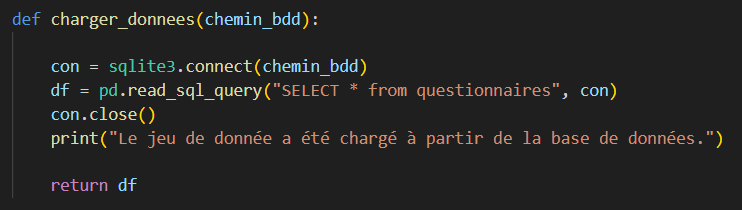 def charger_donnees(chemin_bdd):
con = sqlite3.connect(chemin_bdd)
df = pd.read_sql_query("SELECT * from questionnaires", con)
con.close()
print("Le jeu de donnée a été chargé à partir de la base de données.")
return df